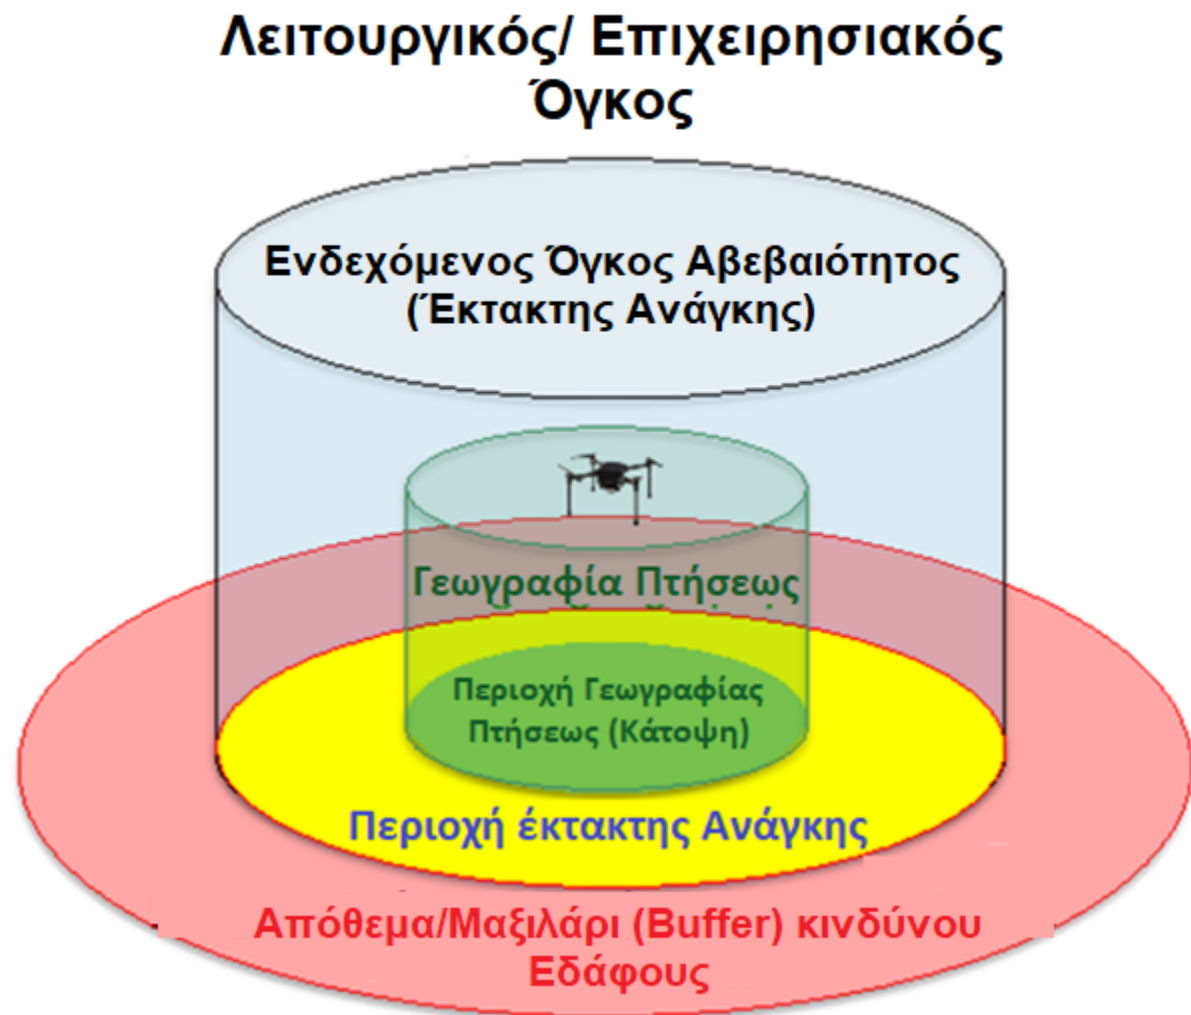 Λειτουργικός/ Επιχειρησιακός
Όγκος
Ενδεχόμενος Όγκος Αβεβαιότητος
(Έκτακτης Ανάγκης)
Γεωγραφία Πτήσεως
Περιοχή Γεωγραφίας
Πτήσεως (Κάτοψη)
Περιοχή έκτακτης Ανάγκης
Απόθεμα/Μαξιλάρι (Buffer) κινδύνου
Εδάφους